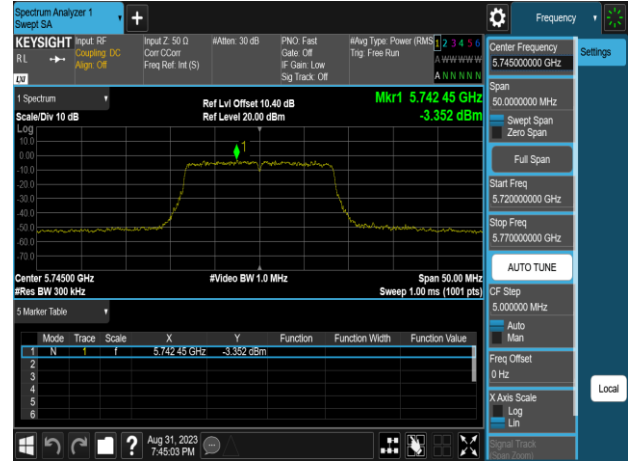 Spectrum Analyzer 1
Swept SA
+
Frequency
KEYSIGHT
RL
LXI
Input: RF
Coupling: DC
Align: Off
Input Z: 50 Ω
Corr CCorr
Freq Ref: Int (S)
#Atten: 30 dB
PNO: Fast
Gate: Off
IF Gain: Low
Sig Track: Off
#Avg Type: Power (RMS
Trig: Free Run
1 2 3 4 5 6
A W W W W W
A N N N N N
1 Spectrum
Scale/Div 10 dB
Ref Lvl Offset 10.40 dB
Ref Level 20.00 dBm
Mkr1 5.742 45 GHz
-3.352 dBm
Log
10.0
0.00
-10.0
-20.0
-30.0
-40.0
-50.0
-60.0
-70.0
1
Center 5.74500 GHz
#Res BW 300 kHz
#Video BW 1.0 MHz
Span 50.00 MHz
Sweep 1.00 ms (1001 pts)
5 Marker Table
Mode Trace Scale X Y Function Function Width Function Value
1 N 1 f 5.742 45 GHz -3.352 dBm
2
3
4
5
6
?
Aug 31, 2023
7:45:03 PM
Center Frequency
5.745000000 GHz
Span
50.0000000 MHz
Swept Span
Zero Span
Full Span
Start Freq
5.720000000 GHz
Stop Freq
5.770000000 GHz
AUTO TUNE
CF Step
5.000000 MHz
Auto
Man
Freq Offset
0 Hz
X Axis Scale
Log
Lin
Signal Track
(Span Zoom)
Settings
Local